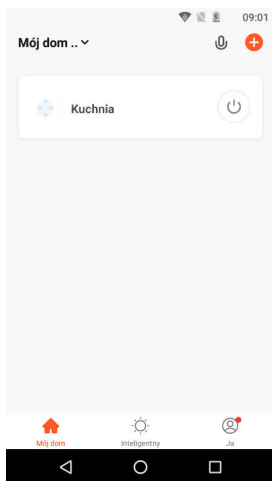 09:01
Mój dom ..
Kuchnia
Mój dom
Inteligentny
Ja